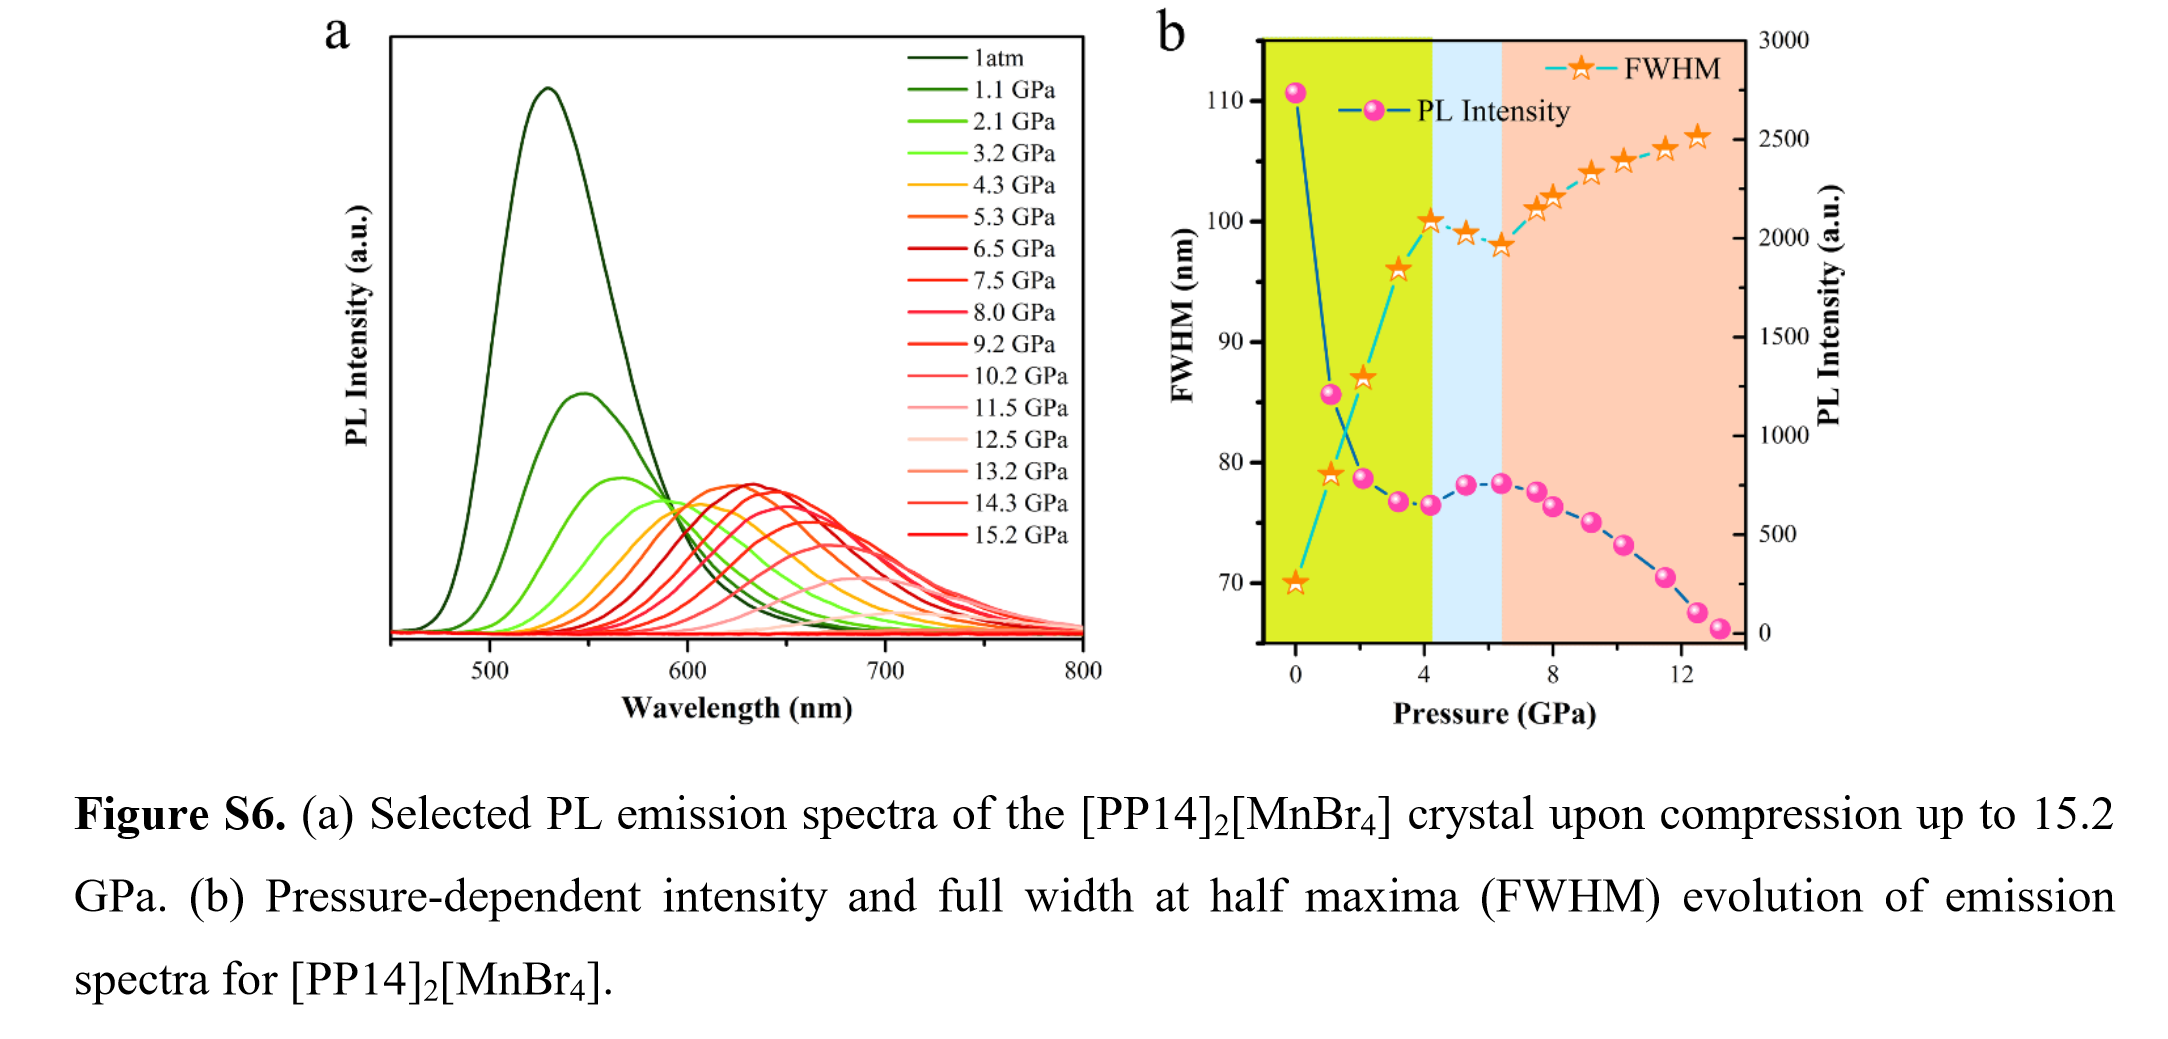 a
PL Intensity (a.u.)
1atm
1.1 GPa
2.1 GPa
3.2 GPa
4.3 GPa
5.3 GPa
6.5 GPa
7.5 GPa
8.0 GPa
9.2 GPa
10.2 GPa
11.5 GPa
12.5 GPa
13.2 GPa
14.3 GPa
15.2 GPa
500 600 700 800
Wavelength (nm)
b
FWHM (nm)
110
100
90
80
70
FWHM
PL Intensity
3000
2500
2000
1500
1000
500
0
PL Intensity (a.u.)
0 4 8 12
Pressure (GPa)
Figure S6. (a) Selected PL emission spectra of the [PP14]₂[MnBr₄] crystal upon compression up to 15.2
GPa. (b) Pressure-dependent intensity and full width at half maxima (FWHM) evolution of emission
spectra for [PP14]₂[MnBr₄].